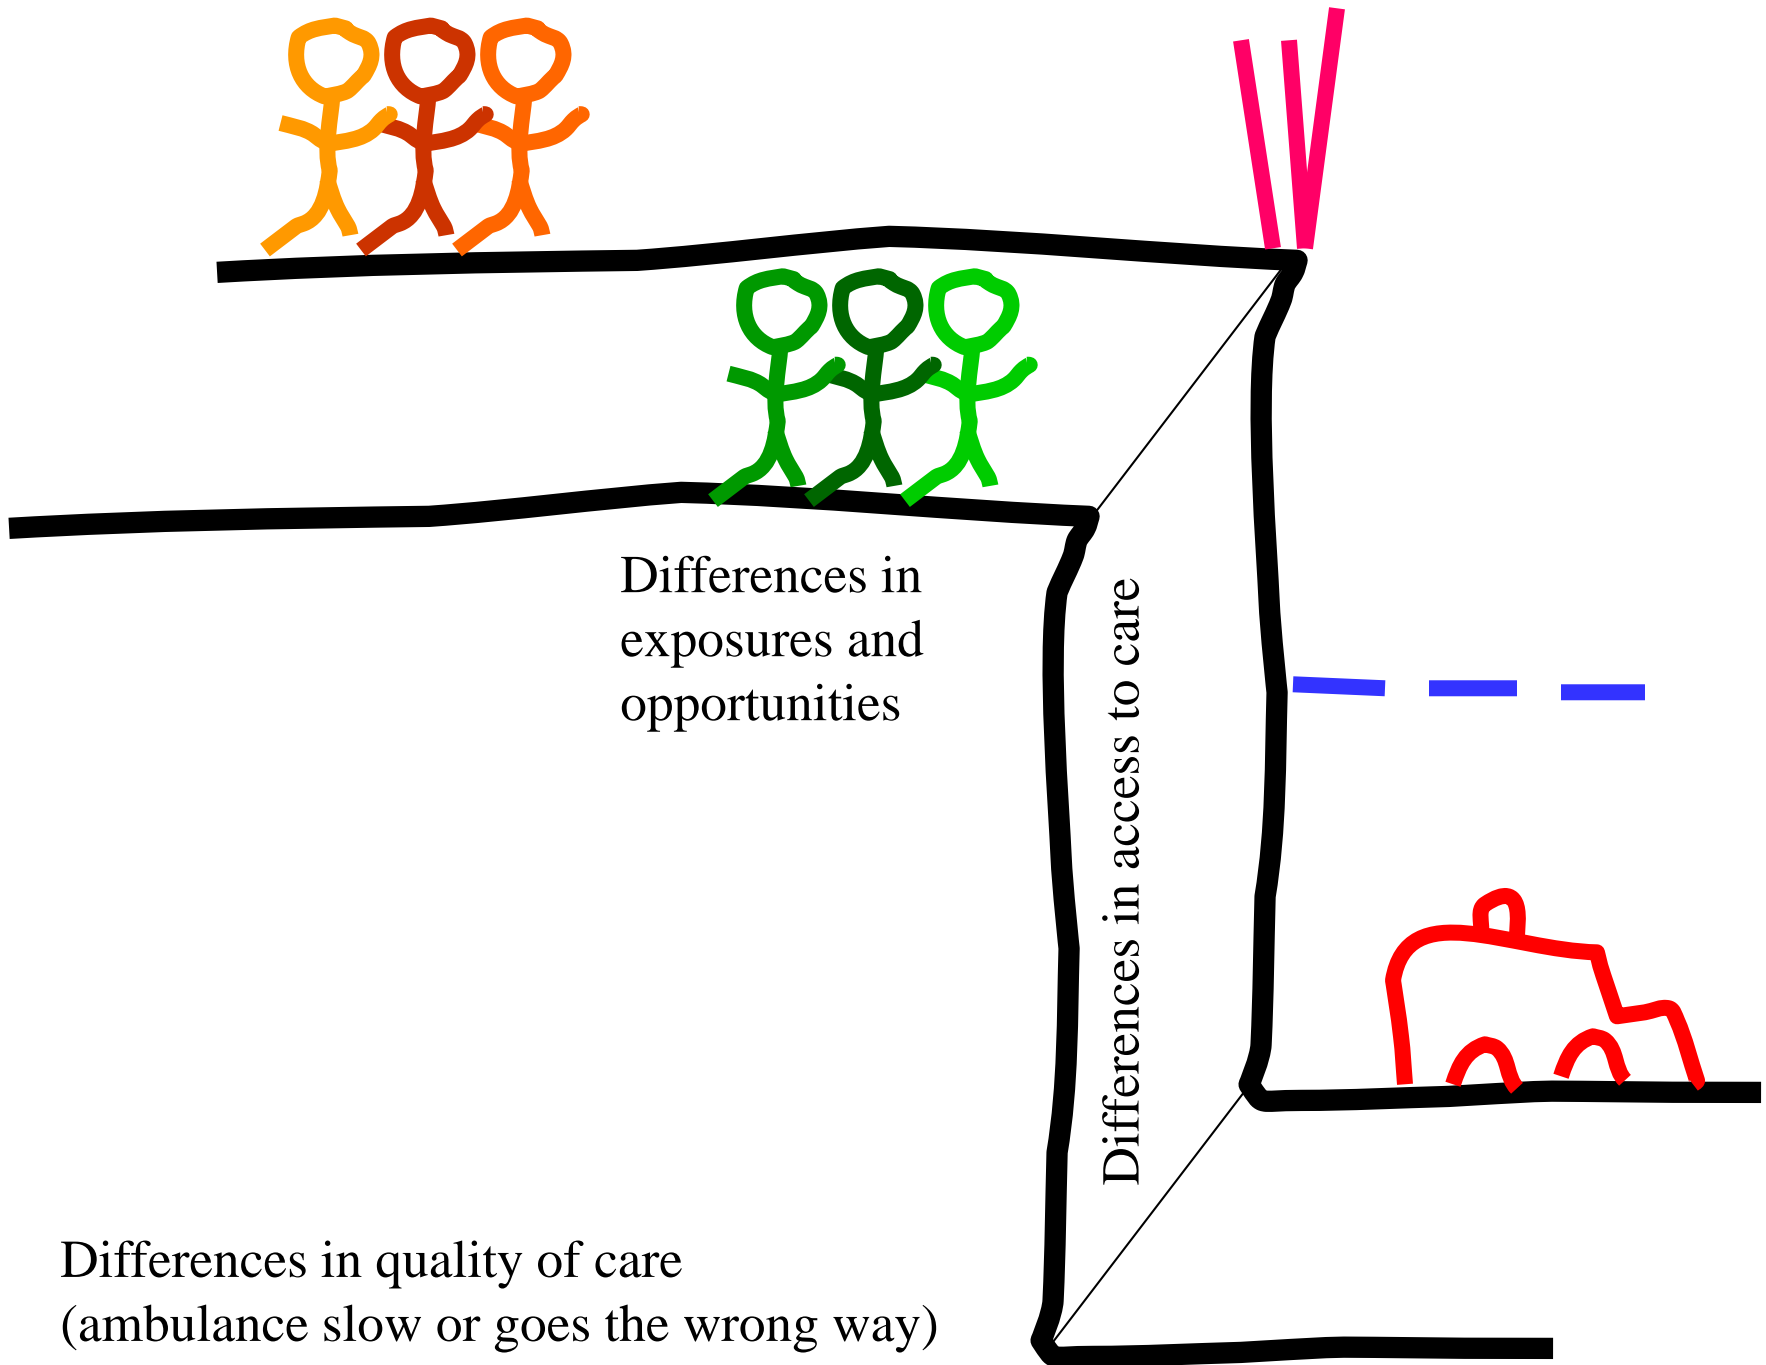 Differences in
exposures and
opportunities
Differences in access to care
Differences in quality of care
(ambulance slow or goes the wrong way)